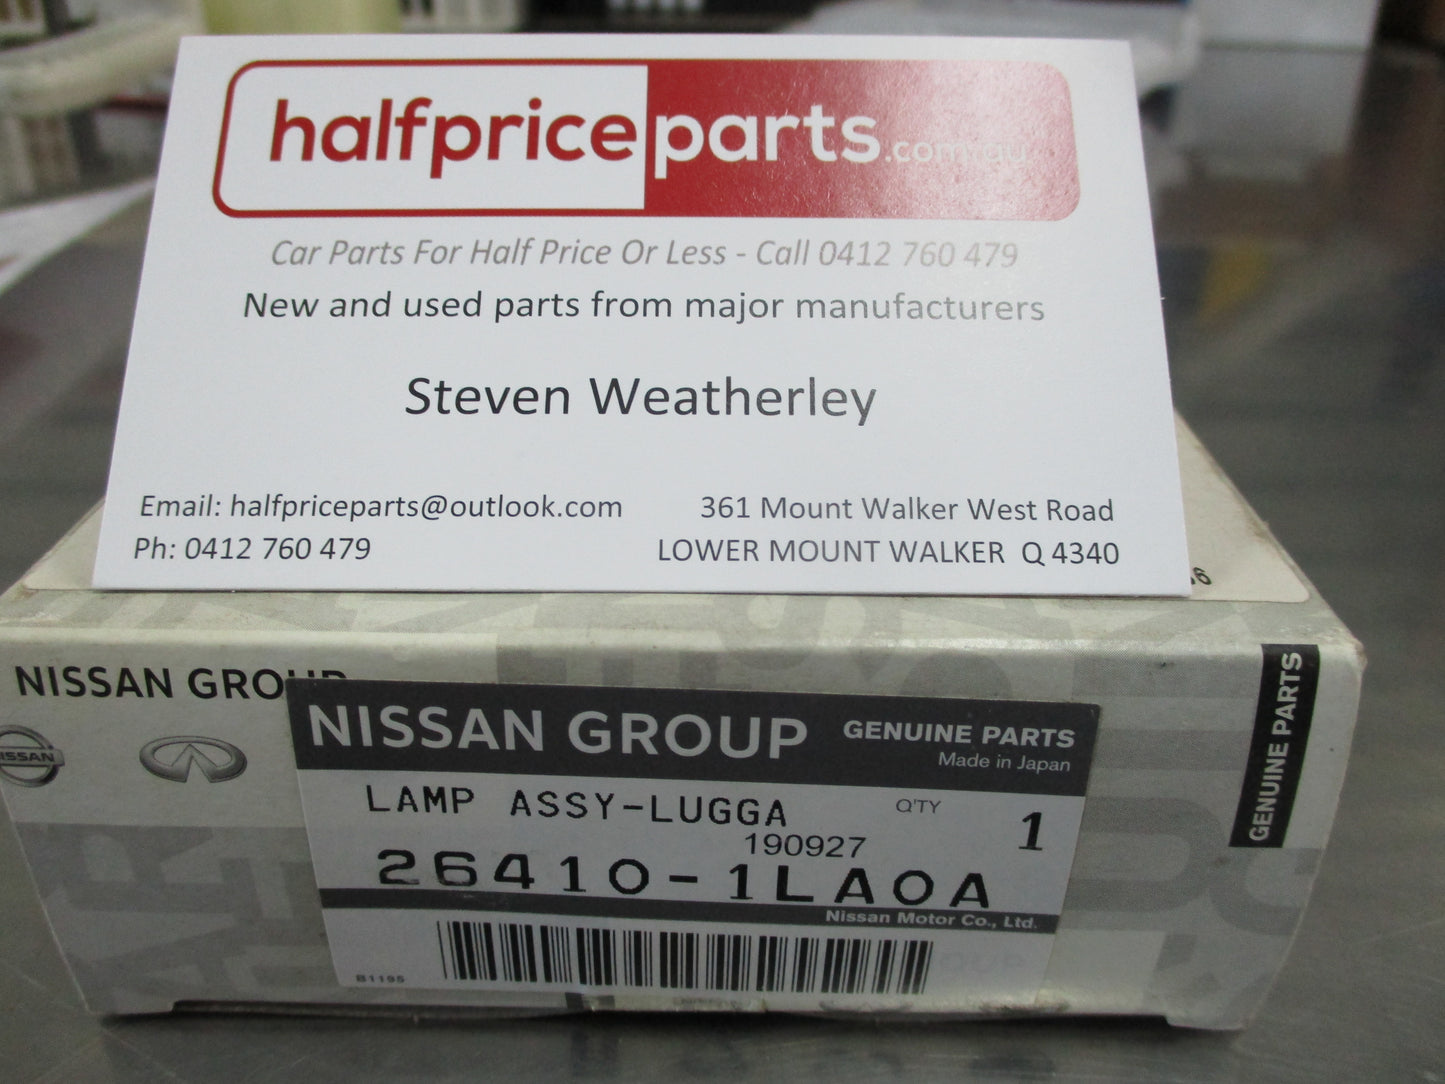 halfpriceparts.com.au
Car Parts For Half Price Or Less - Call 0412 760 479
New and used parts from major manufacturers
Steven Weatherley
Email: halfpriceparts@outlook.com
361 Mount Walker West Road
Ph: 0412 760 479
LOWER MOUNT WALKER Q 4340
NISSAN GROUP
NISSAN
NISSAN GROUP
GENUINE PARTS
Made in Japan
LAMP ASSY-LUGGA
Q'TY
1
190927
26410-1LA0A
Nissan Motor Co., Ltd.
B1195
GENUINE PARTS